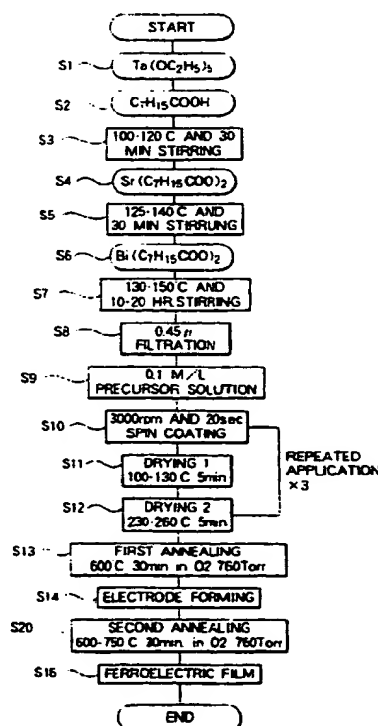 START
S1 Ta(OC2H5)5
S2 C7H15COOH
S3 100-120 C AND 30
MIN STIRRING
S4 Sr(C7H15COO)2
S5 125-140 C AND
30 MIN STIRRUNG
S6 Bi(C7H15COO)2
S7 130-150 C AND
10-20 HR.STIRRING
S8 0.45μ
FILTRATION
S9 0.1 M/L
PRECURSOR SOLUTION
S10 3000rpm AND 20sec
SPIN COATING
S11 DRYING 1
100-130 C 5min
REPEATED
APPLICATION
×3
S12 DRYING 2
230-260 C 5min
S13 FIRST ANNEALING
600 C 30min in O2 760Torr
S14 ELECTRODE FORMING
S20 SECOND ANNEALING
600-750 C 30min. in O2 760Torr
S16 FERROELECTRIC FILM
END